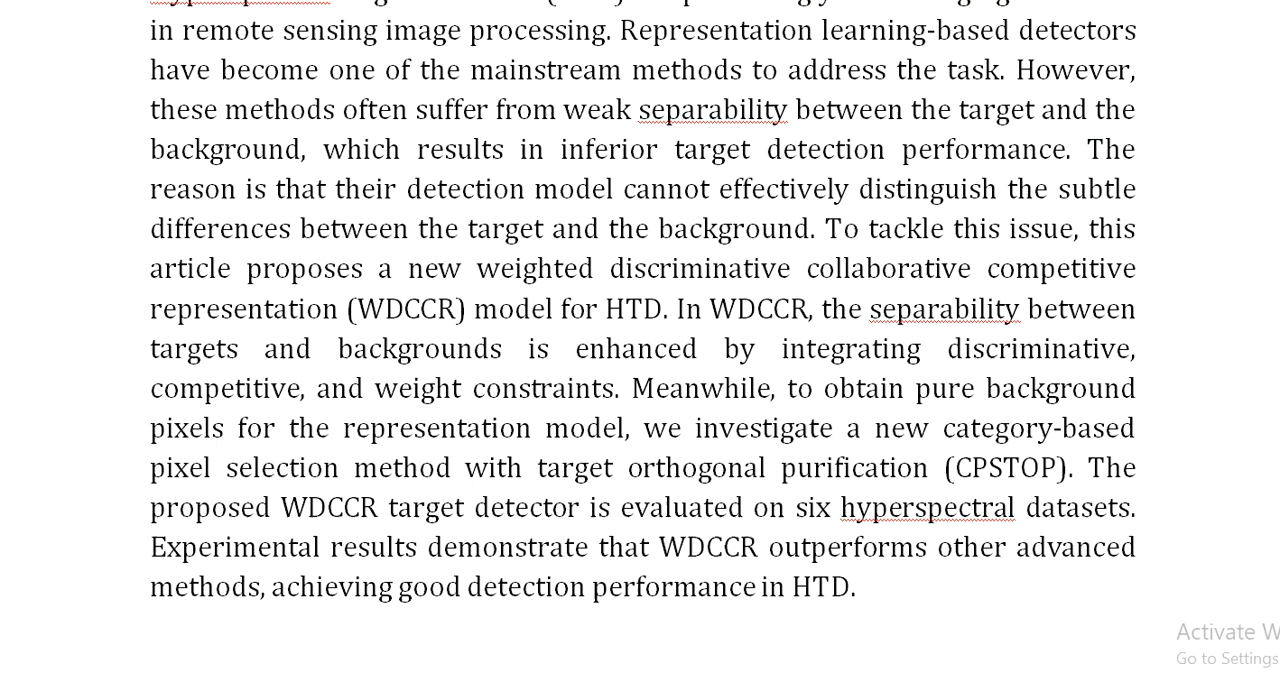 in remote sensing image processing. Representation learning-based detectors
have become one of the mainstream methods to address the task. However,
these methods often suffer from weak separability between the target and the
background, which results in inferior target detection performance. The
reason is that their detection model cannot effectively distinguish the subtle
differences between the target and the background. To tackle this issue, this
article proposes a new weighted discriminative collaborative competitive
representation (WDCCR) model for HTD. In WDCCR, the separability between
targets and backgrounds is enhanced by integrating discriminative,
competitive, and weight constraints. Meanwhile, to obtain pure background
pixels for the representation model, we investigate a new category-based
pixel selection method with target orthogonal purification (CPSTOP). The
proposed WDCCR target detector is evaluated on six hyperspectral datasets.
Experimental results demonstrate that WDCCR outperforms other advanced
methods, achieving good detection performance in HTD.
Activate W
Go to Settings